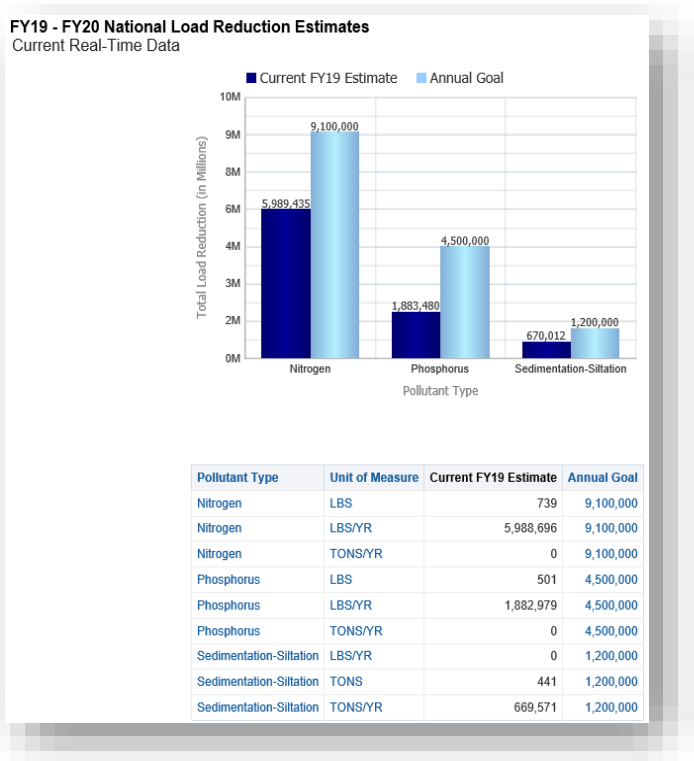 FY19 - FY20 National Load Reduction Estimates
Current Real-Time Data
Current FY19 Estimate Annual Goal
Total Load Reduction (in Millions)
10M
9M
8M
6M
4M
3M
2M
0M
9,100,000
5,989,435
4,500,000
1,883,480
1,200,000
670,012
Nitrogen Phosphorus Sedimentation-Siltation
Pollutant Type
Pollutant Type Unit of Measure Current FY19 Estimate Annual Goal
Nitrogen LBS 739 9,100,000
Nitrogen LBS/YR 5,988,696 9,100,000
Nitrogen TONS/YR 0 9,100,000
Phosphorus LBS 501 4,500,000
Phosphorus LBS/YR 1,882,979 4,500,000
Phosphorus TONS/YR 0 4,500,000
Sedimentation-Siltation LBS/YR 0 1,200,000
Sedimentation-Siltation TONS 441 1,200,000
Sedimentation-Siltation TONS/YR 669,571 1,200,000